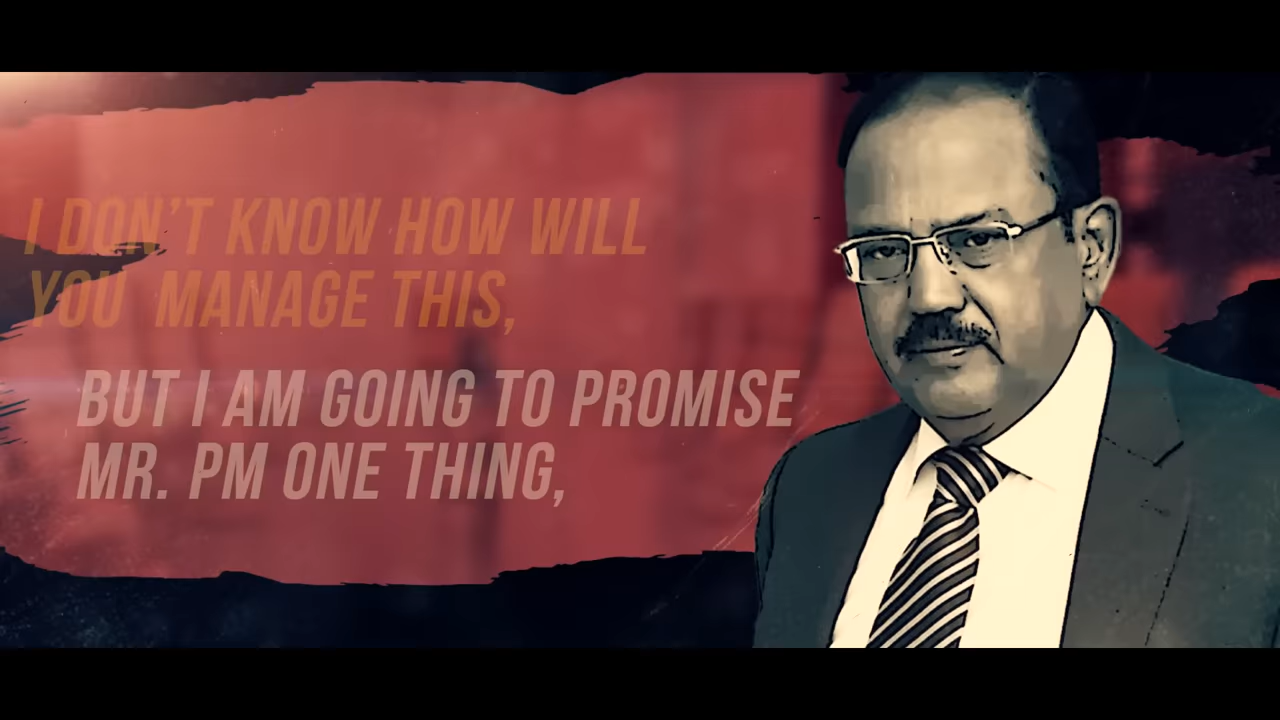 I DON'T KNOW HOW WILL
YOU MANAGE THIS,
BUT I AM GOING TO PROMISE
MR. PM ONE THING,